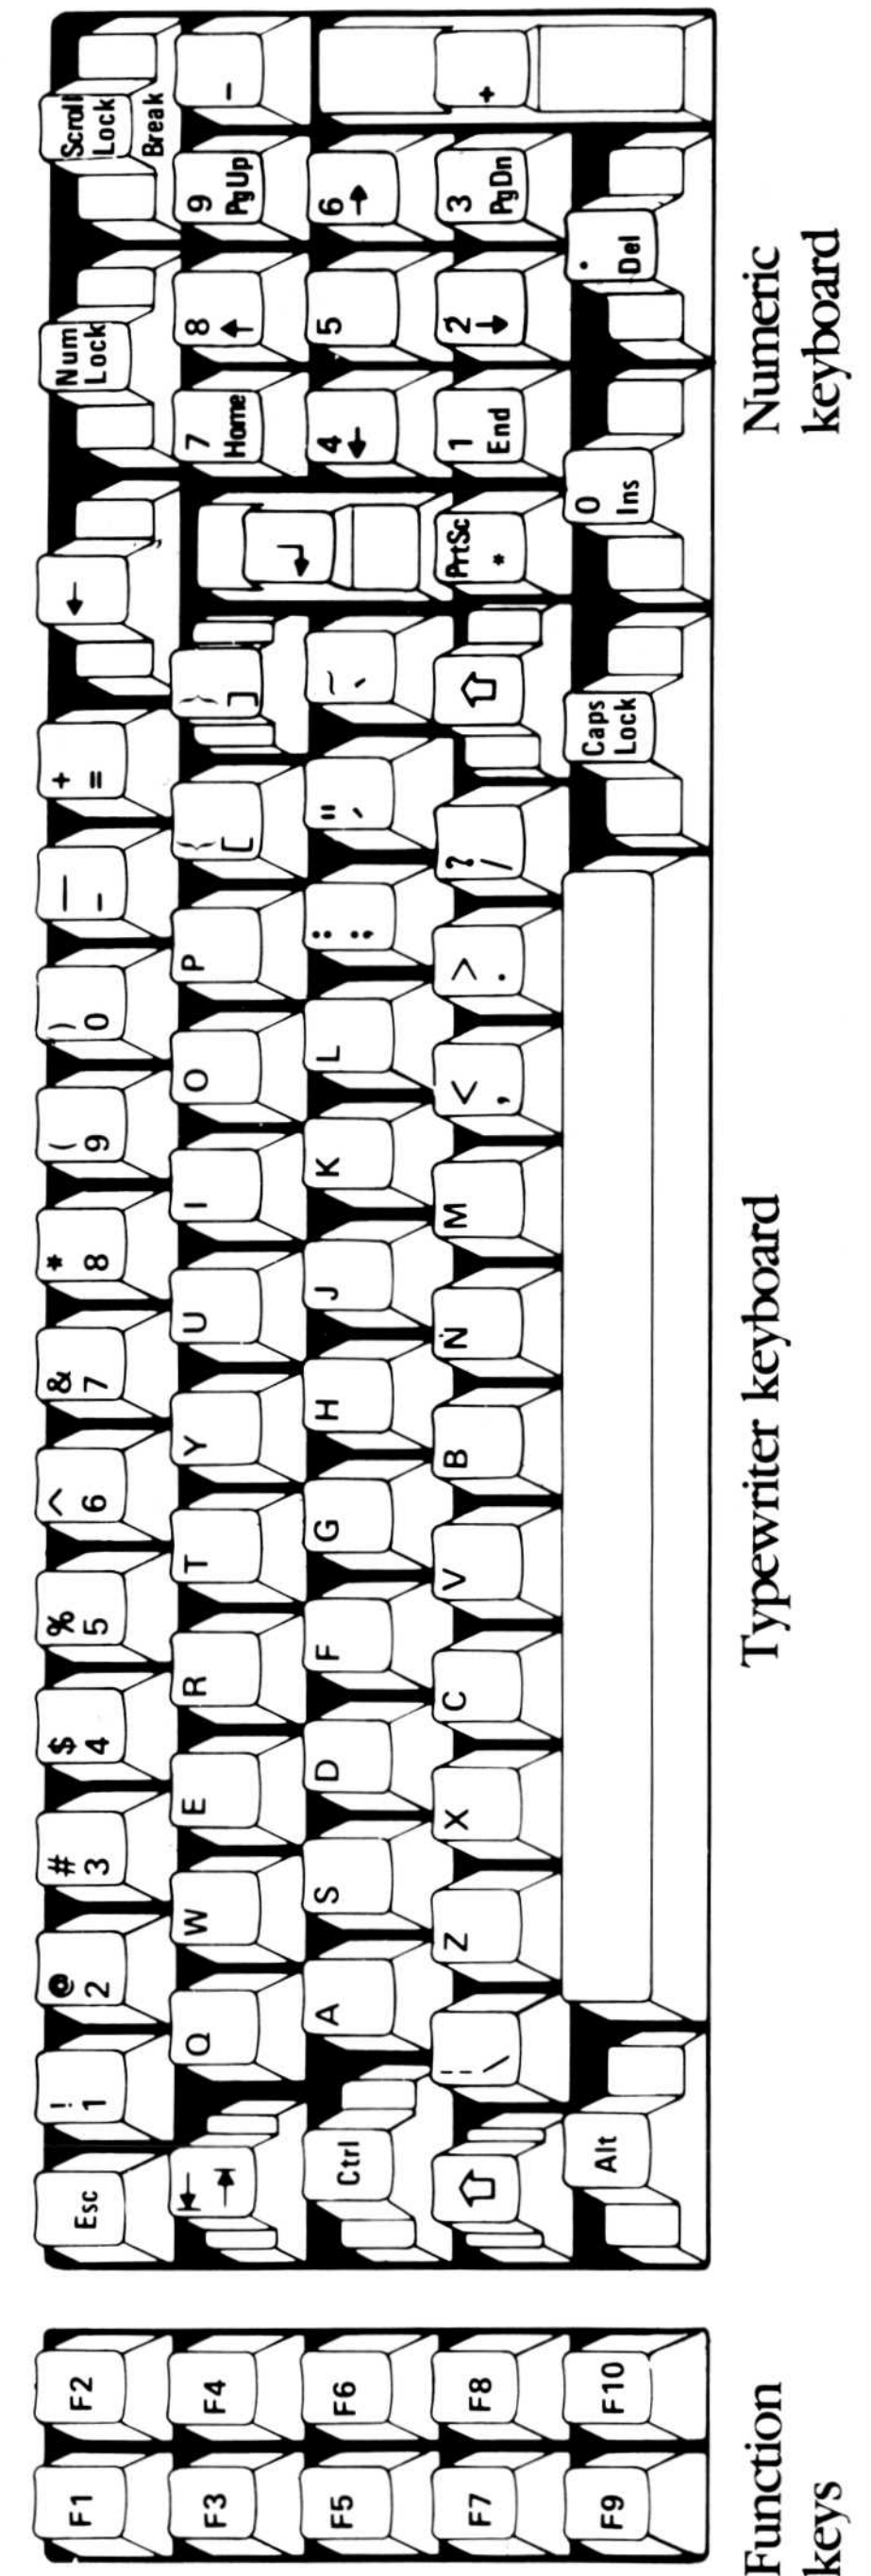 F1 F2
F3 F4
F5 F6
F7 F8
F9 F10
Function
keys
Esc ! 1 @ 2 # 3 $ 4 % 5 ^ 6 & 7 * 8 ( 9 ) 0 — - + = ←
⇤ ⇥ Q W E R T Y U I O P { [ } ]
Ctrl A S D F G H J K L : ; " ' ~ ` ↵
⇧ ¦ \ Z X C V B N M < , > . ? / ⇧ PrtSc *
Alt Caps Lock
Typewriter keyboard
Num Lock Scroll Lock Break
7 Home 8 ↑ 9 PgUp -
4 ← 5 6 →
1 End 2 ↓ 3 PgDn +
0 Ins . Del
Numeric
keyboard